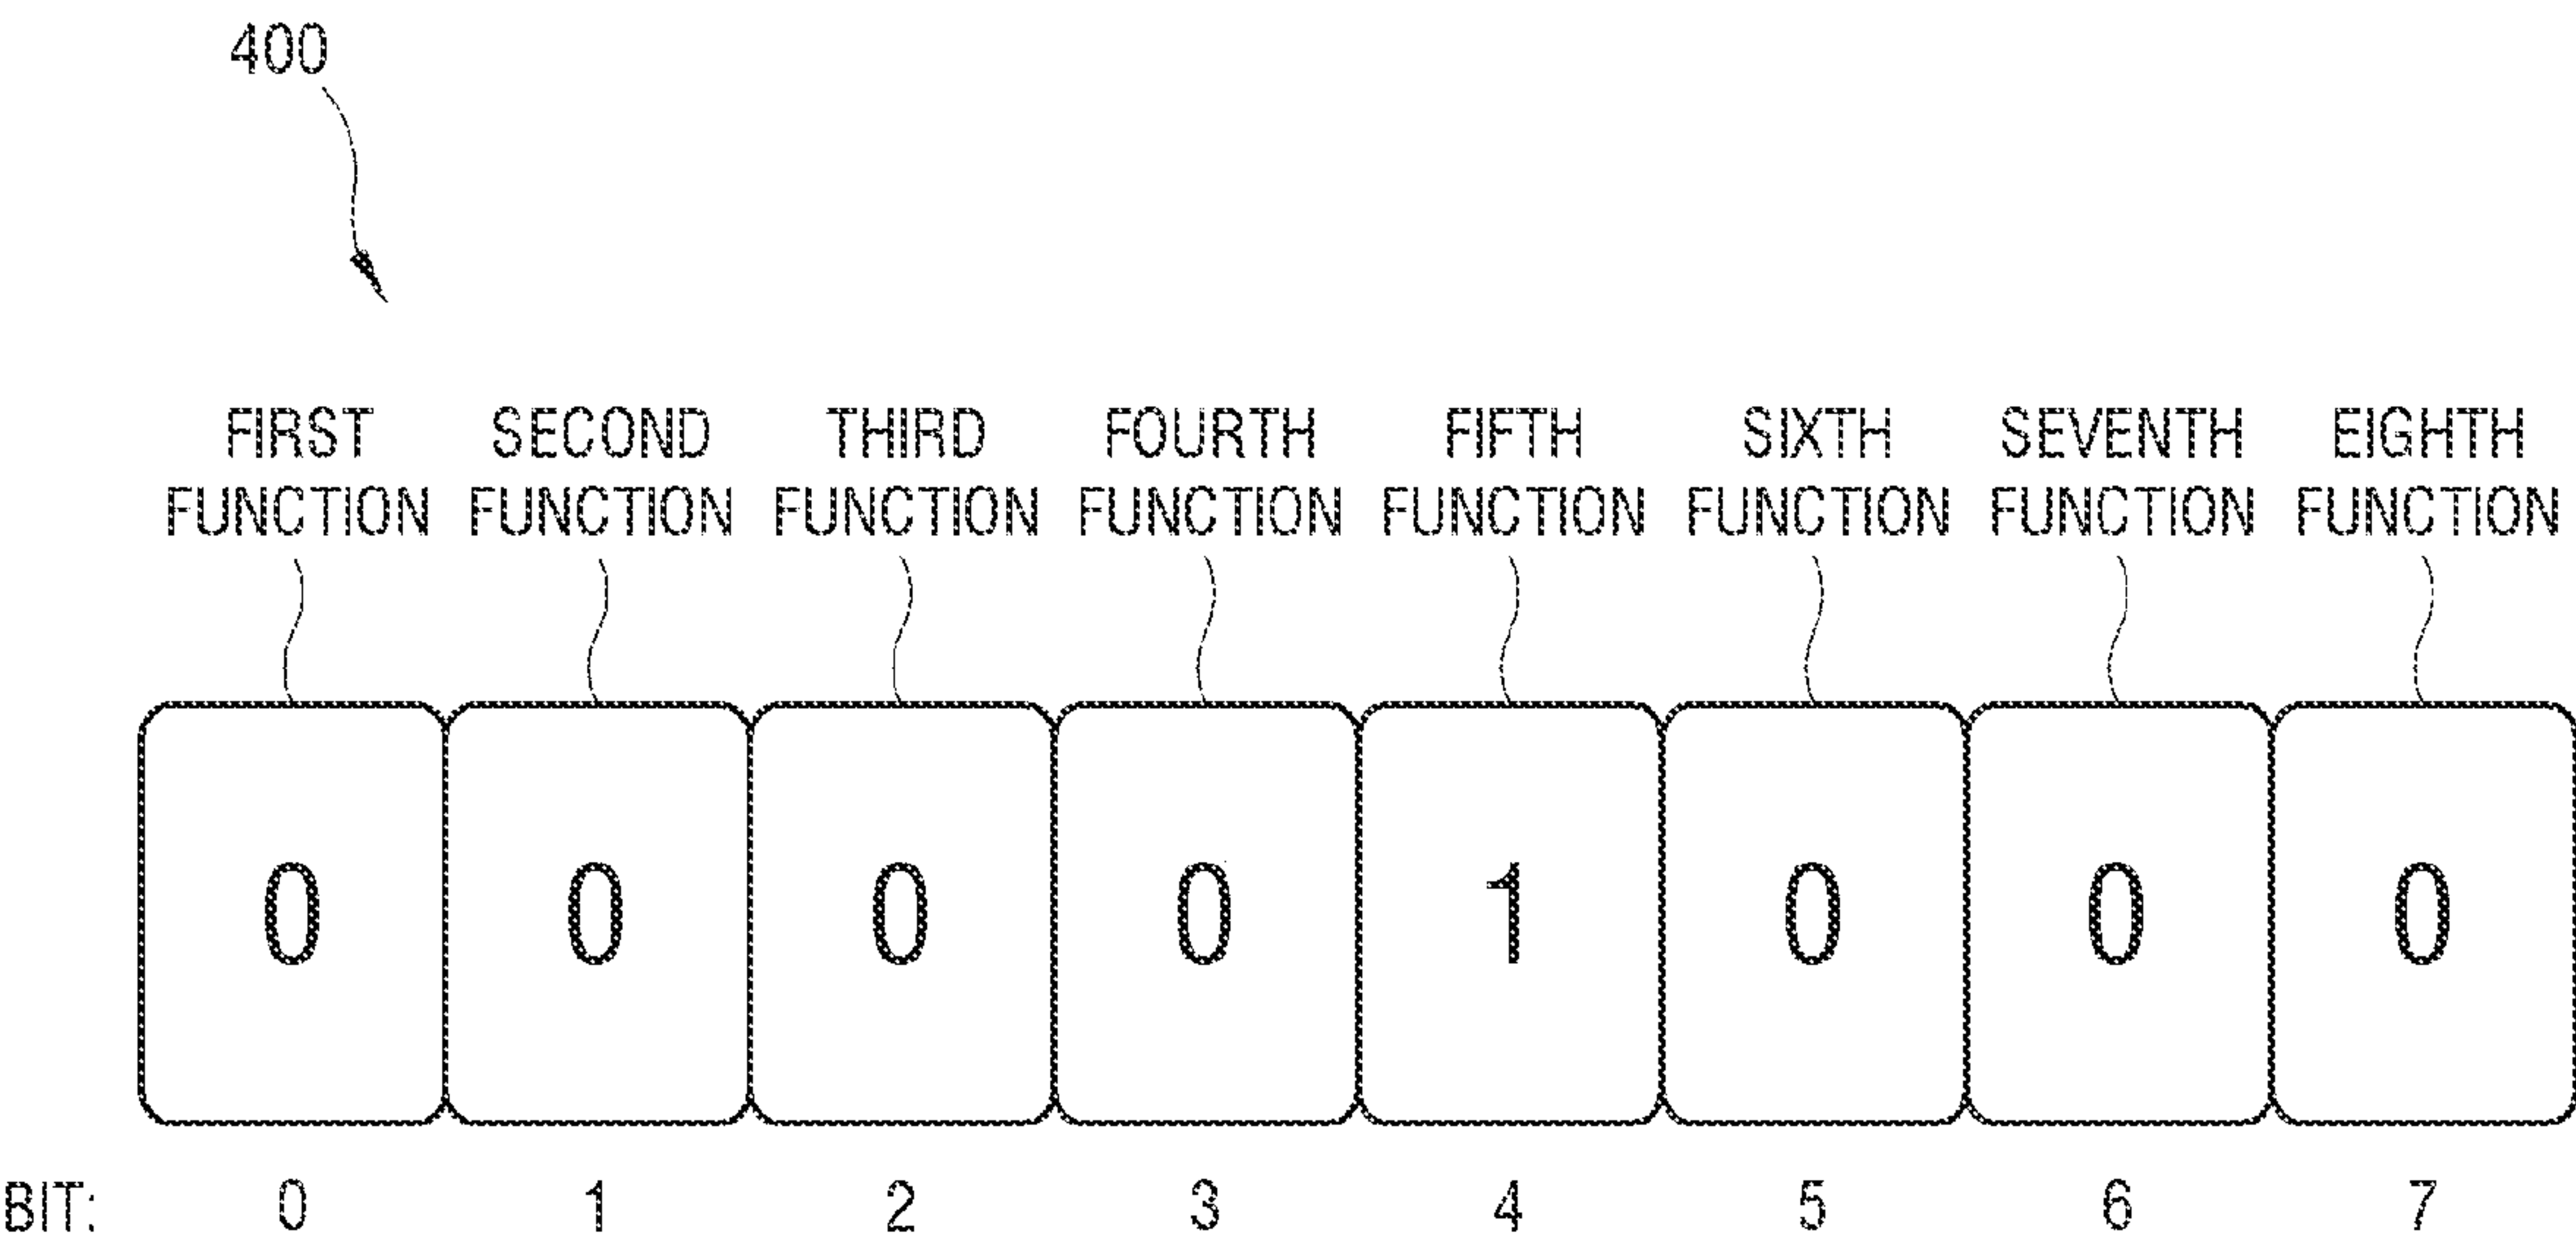 400
FIRST SECOND THIRD FOURTH FIFTH SIXTH SEVENTH EIGHTH
FUNCTION FUNCTION FUNCTION FUNCTION FUNCTION FUNCTION FUNCTION FUNCTION
0 0 0 0 1 0 0 0
BIT: 0 1 2 3 4 5 6 7